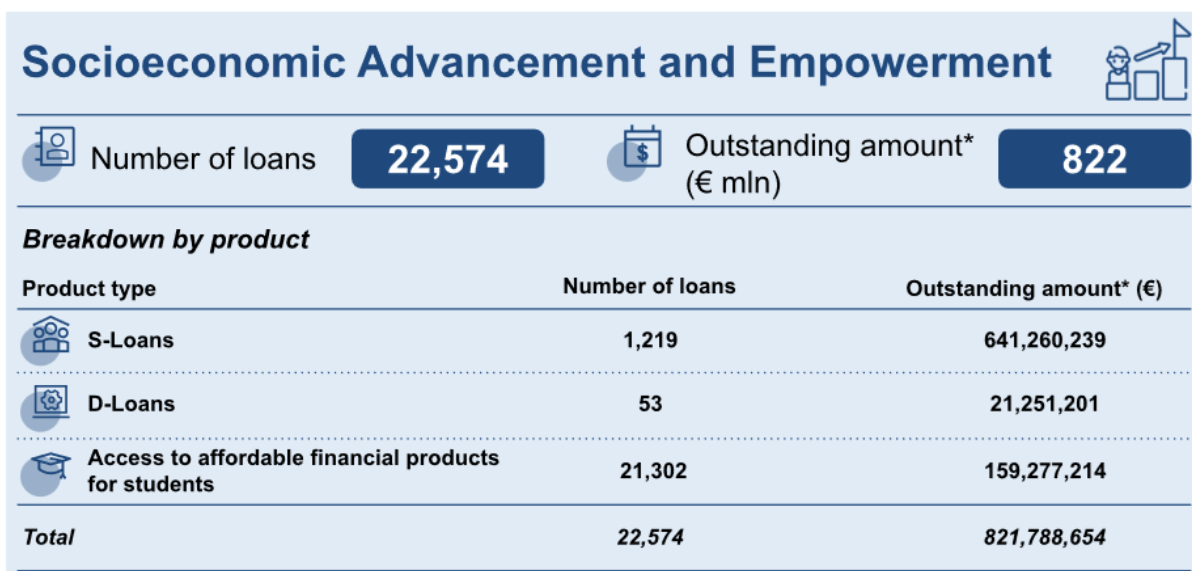 Socioeconomic Advancement and Empowerment
Number of loans 22,574 Outstanding amount* (€ mln) 822
Breakdown by product
Product type Number of loans Outstanding amount* (€)
S-Loans 1,219 641,260,239
D-Loans 53 21,251,201
Access to affordable financial products
for students 21,302 159,277,214
Total 22,574 821,788,654